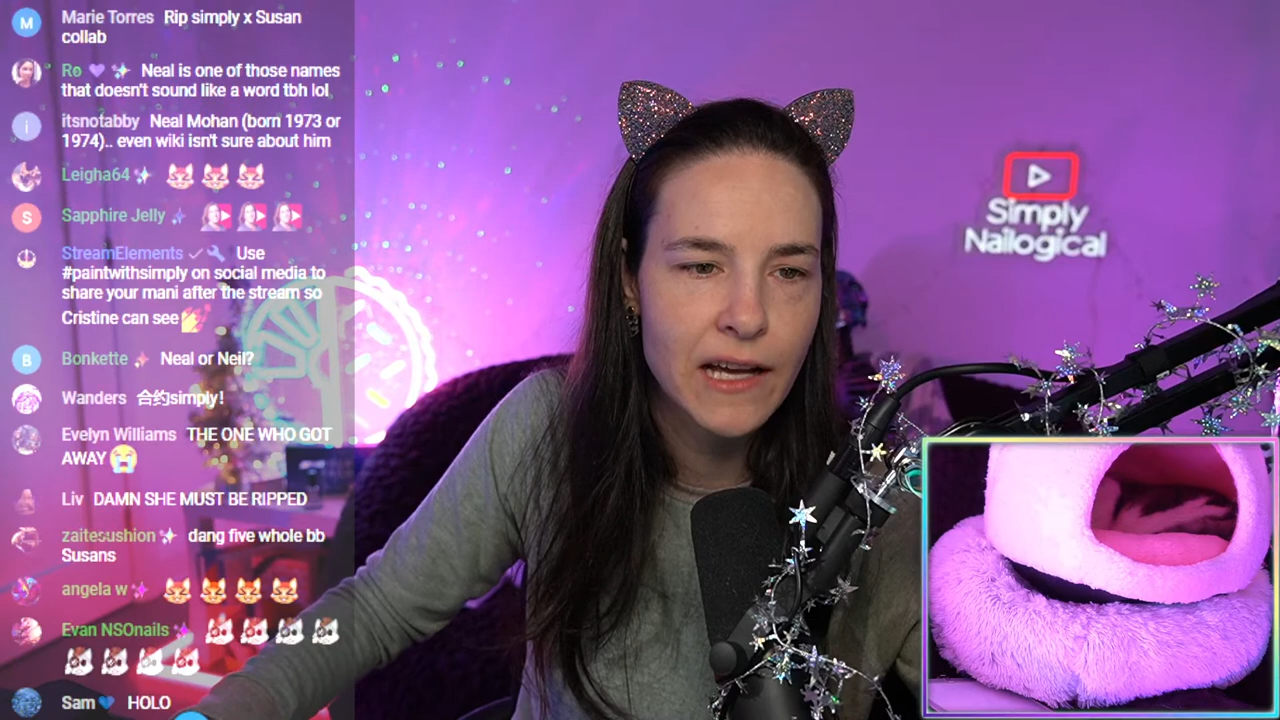 M
Marie Torres Rip simply x Susan
collab
Ro 💜 ✨ Neal is one of those names
that doesn't sound like a word tbh lol
i
itsnotabby Neal Mohan (born 1973 or
1974).. even wiki isn't sure about him
Leigha64
S
Sapphire Jelly
StreamElements Use
#paintwithsimply on social media to
share your mani after the stream so
Cristine can see
B
Bonkette Neal or Neil?
Wanders 合约simply!
Evelyn Williams THE ONE WHO GOT
AWAY 😭
Liv DAMN SHE MUST BE RIPPED
zaitesushion dang five whole bb
Susans
angela w
Evan NSOnails
Sam 💙 HOLO
Simply
Nailogical